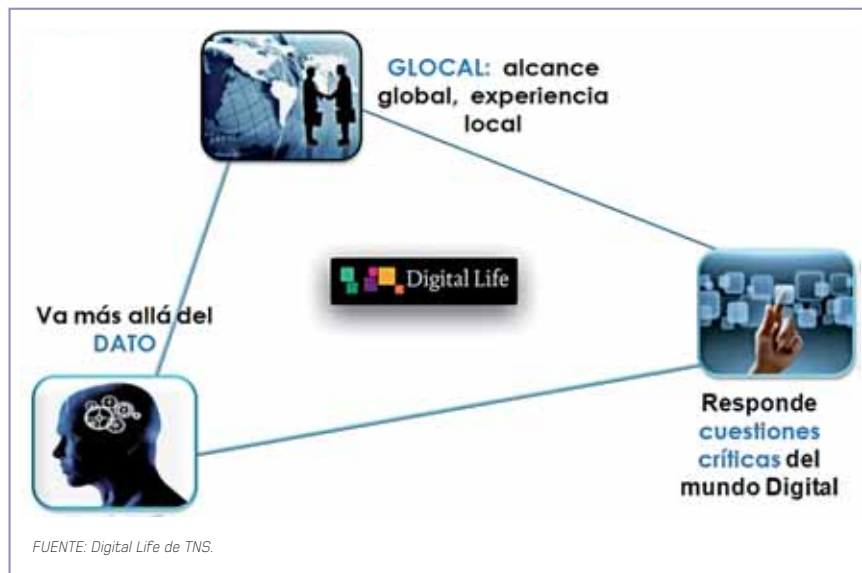 GLOCAL: alcance
global, experiencia
local
Digital Life
Va más allá del
DATO
Responde
cuestiones
críticas del
mundo Digital
FUENTE: Digital Life de TNS.